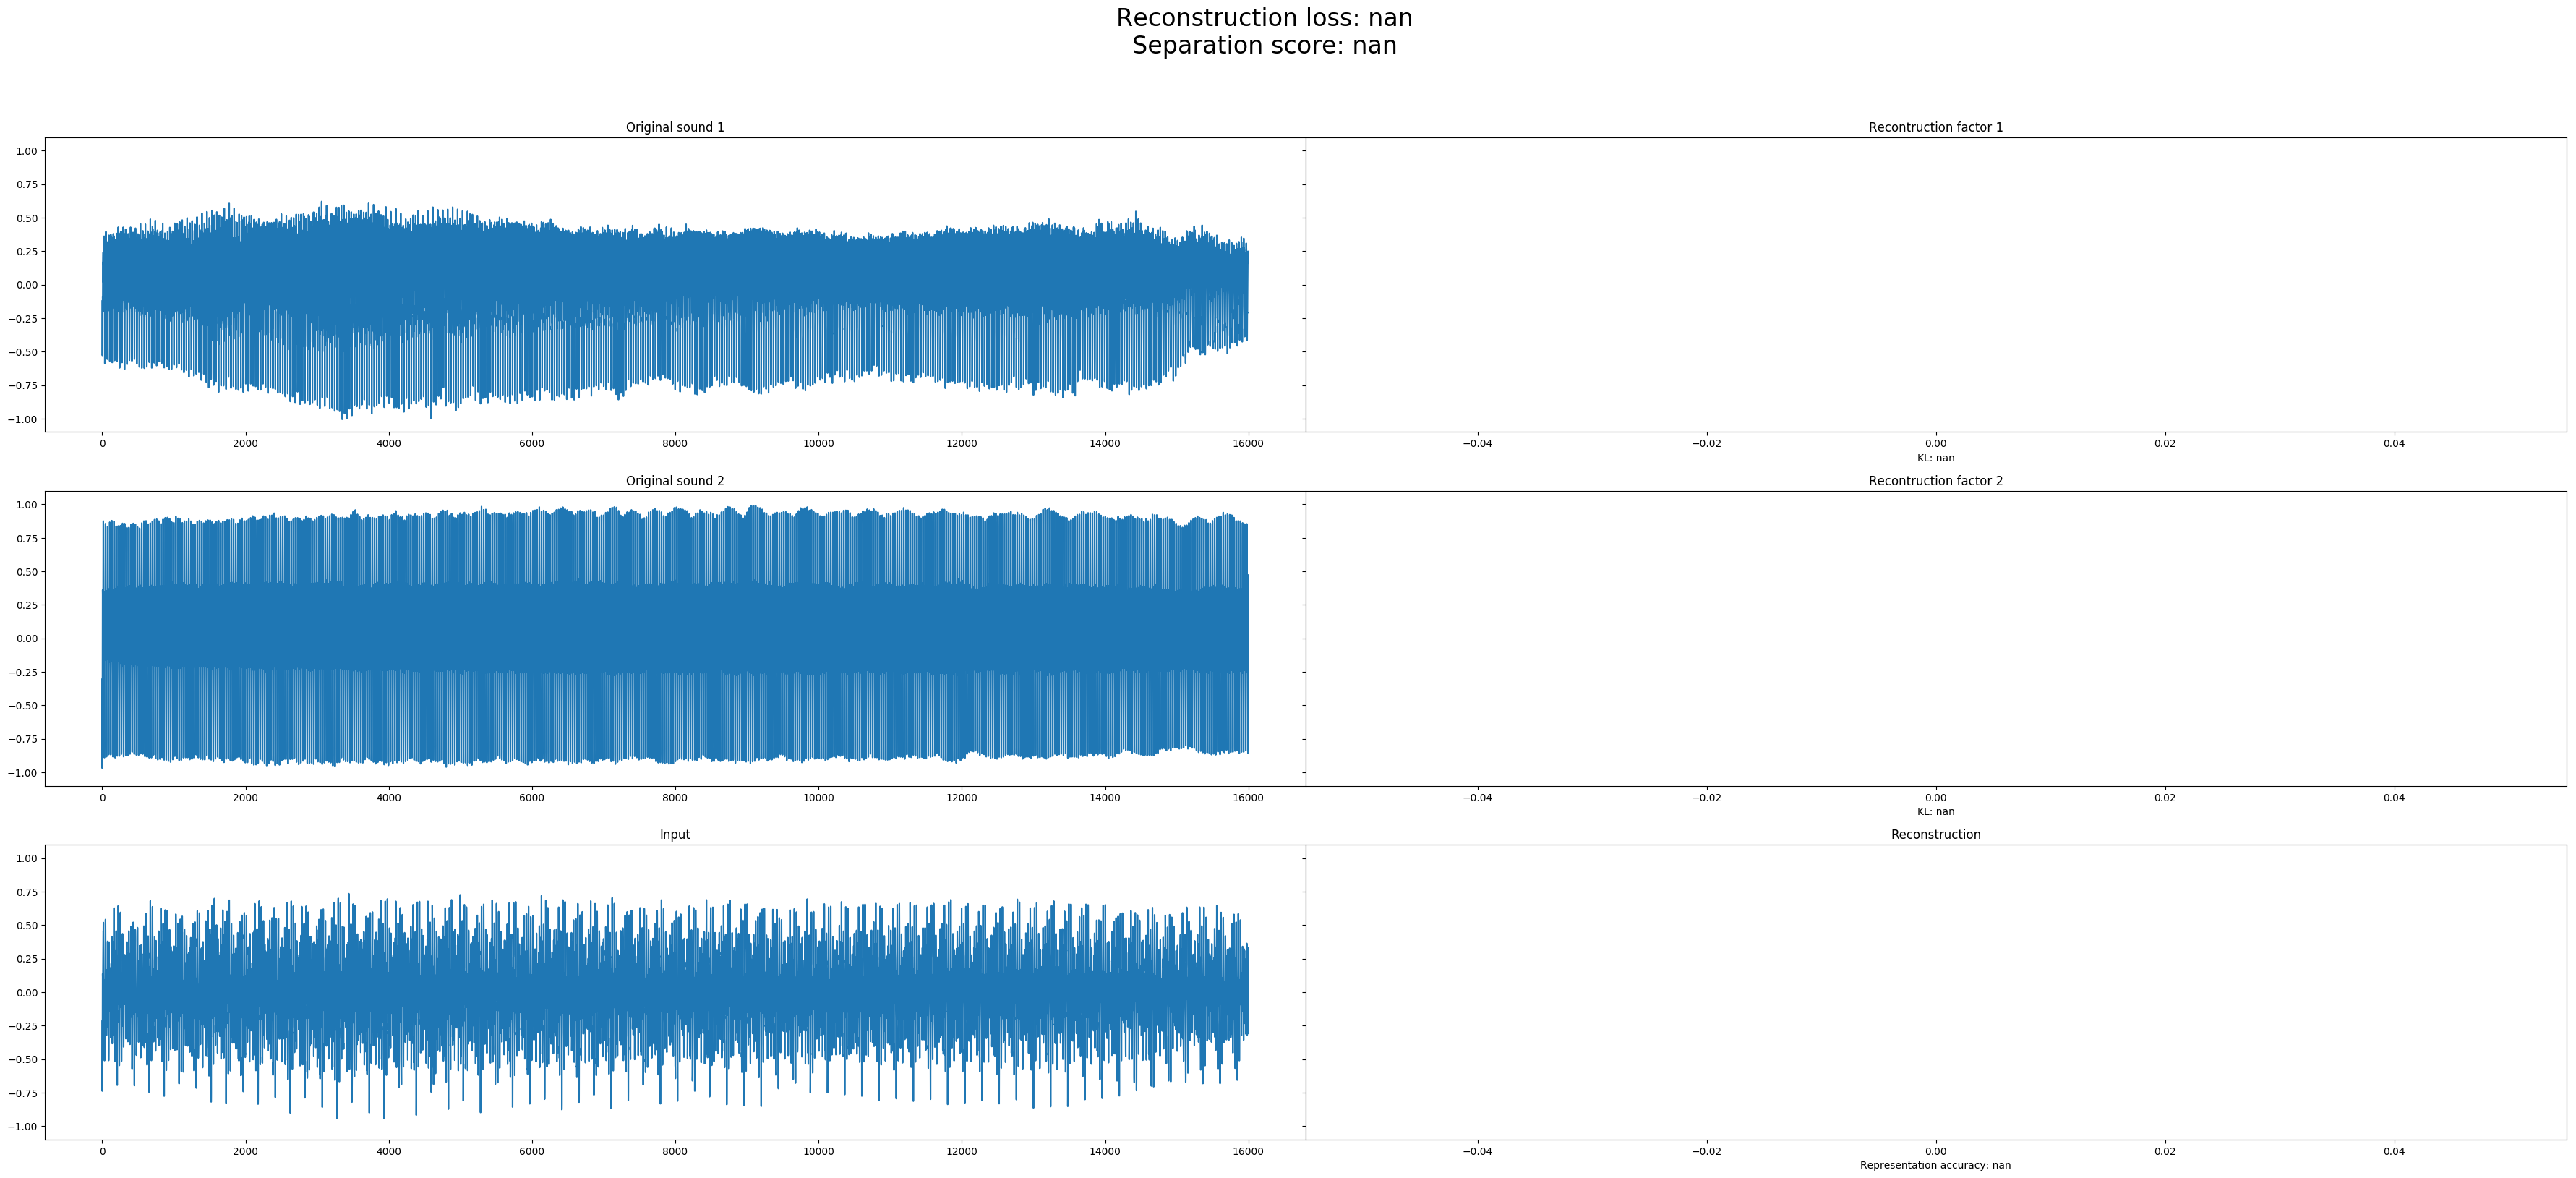 Reconstruction loss: nan
Separation score: nan
Original sound 1
Recontruction factor 1
1.00
0.75
0.50
0.25
0.00
−0.25
−0.50
−0.75
−1.00
0 2000 4000 6000 8000 10000 12000 14000 16000
−0.04 −0.02 0.00 0.02 0.04
KL: nan
Original sound 2
Recontruction factor 2
1.00
0.75
0.50
0.25
0.00
−0.25
−0.50
−0.75
−1.00
0 2000 4000 6000 8000 10000 12000 14000 16000
−0.04 −0.02 0.00 0.02 0.04
KL: nan
Input
Reconstruction
1.00
0.75
0.50
0.25
0.00
−0.25
−0.50
−0.75
−1.00
0 2000 4000 6000 8000 10000 12000 14000 16000
−0.04 −0.02 0.00 0.02 0.04
Representation accuracy: nan